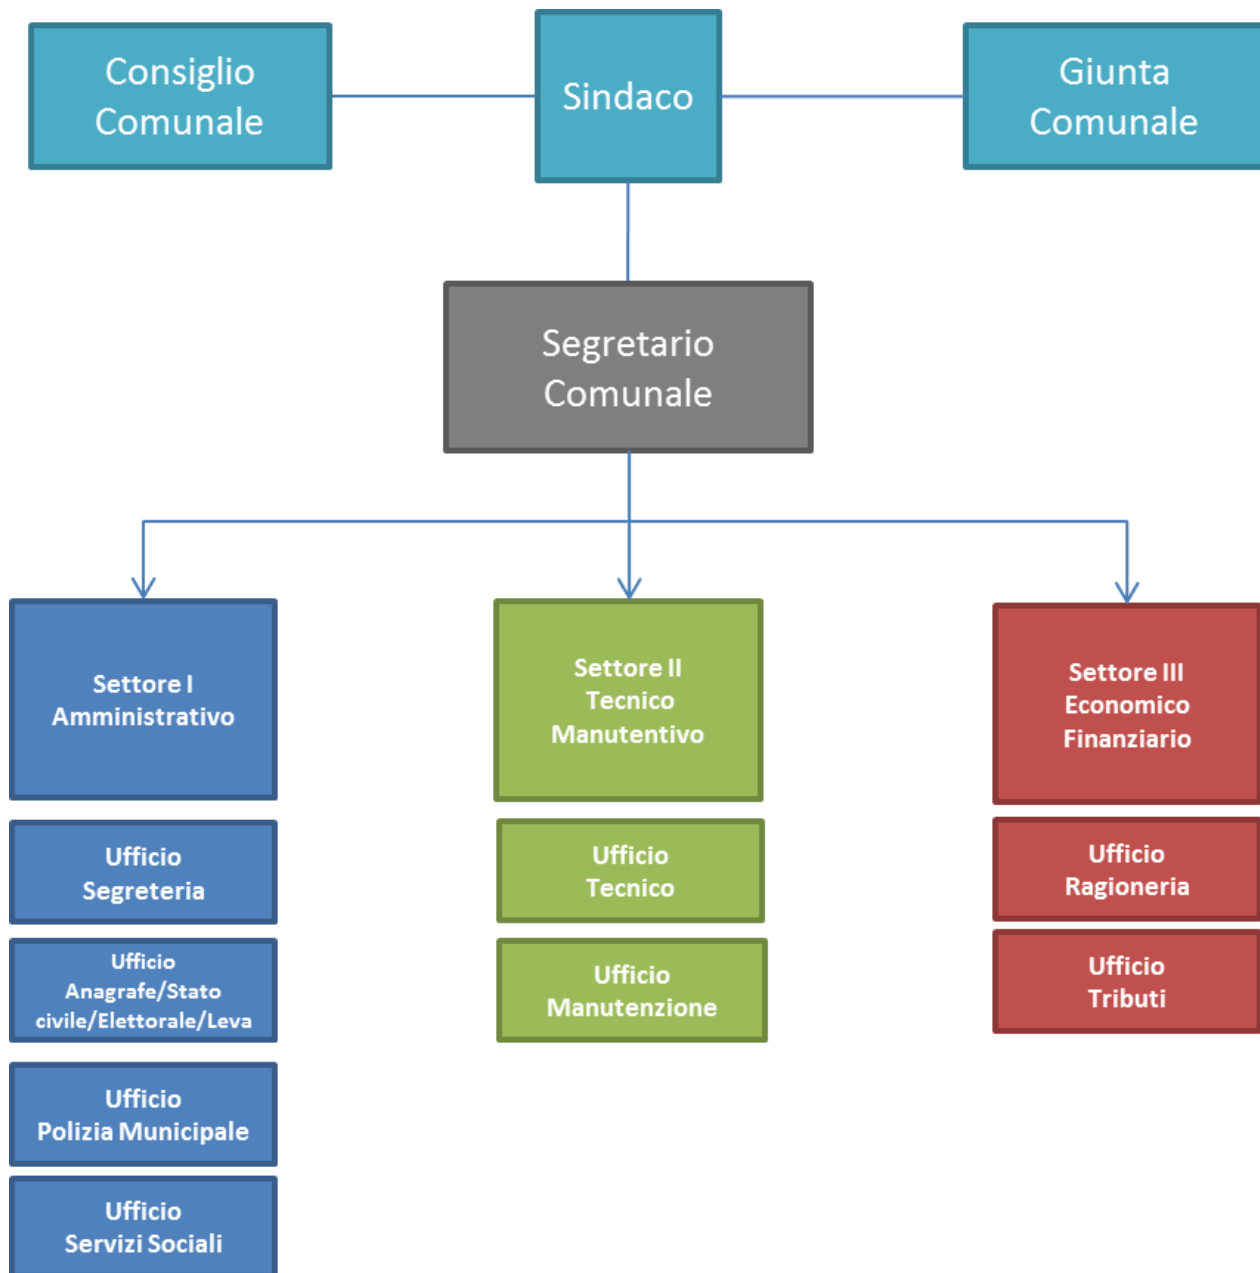 Consiglio
Comunale
Sindaco
Giunta
Comunale
Segretario
Comunale
Settore I
Amministrativo
Settore II
Tecnico
Manutentivo
Settore III
Economico
Finanziario
Ufficio
Segreteria
Ufficio
Tecnico
Ufficio
Ragioneria
Ufficio
Anagrafe/Stato
civile/Elettorale/Leva
Ufficio
Manutenzione
Ufficio
Tributi
Ufficio
Polizia Municipale
Ufficio
Servizi Sociali